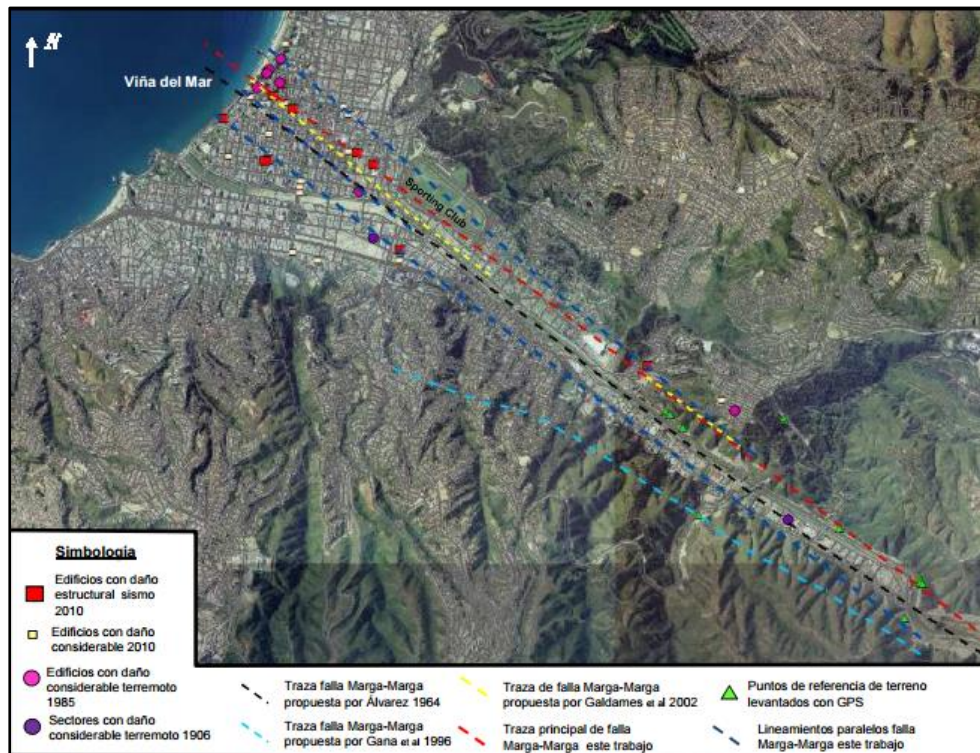 N
Viña del Mar
Sporting Club
Simbología
Edificios con daño
estructural sismo
2010
Edificios con daño
considerable 2010
Edificios con daño
considerable terremoto
1985
Sectores con daño
considerable terremoto 1906
Traza falla Marga-Marga
propuesta por Álvarez 1964
Traza falla Marga-Marga
propuesta por Gana et al 1996
Traza de falla Marga-Marga
propuesta por Galdames et al 2002
Traza principal de falla
Marga-Marga este trabajo
Puntos de referencia de terreno
levantados con GPS
Lineamientos paralelos falla
Marga-Marga este trabajo